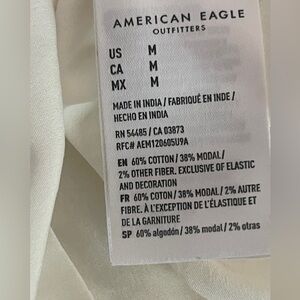 AMERICAN EAGLE
OUTFITTERS
US M
CA M
MX M
MADE IN INDIA / FABRIQUÉ EN INDE /
HECHO EN INDIA
RN 54485 / CA 03873
RFC# AEM120605U9A
EN 60% COTTON / 38% MODAL /
2% OTHER FIBER. EXCLUSIVE OF ELASTIC
AND DECORATION
FR 60% COTON / 38% MODAL / 2% AUTRE
FIBRE. À L'EXCEPTION DE L'ÉLASTIQUE ET
DE LA GARNITURE
SP 60% algodón / 38% modal / 2% otras